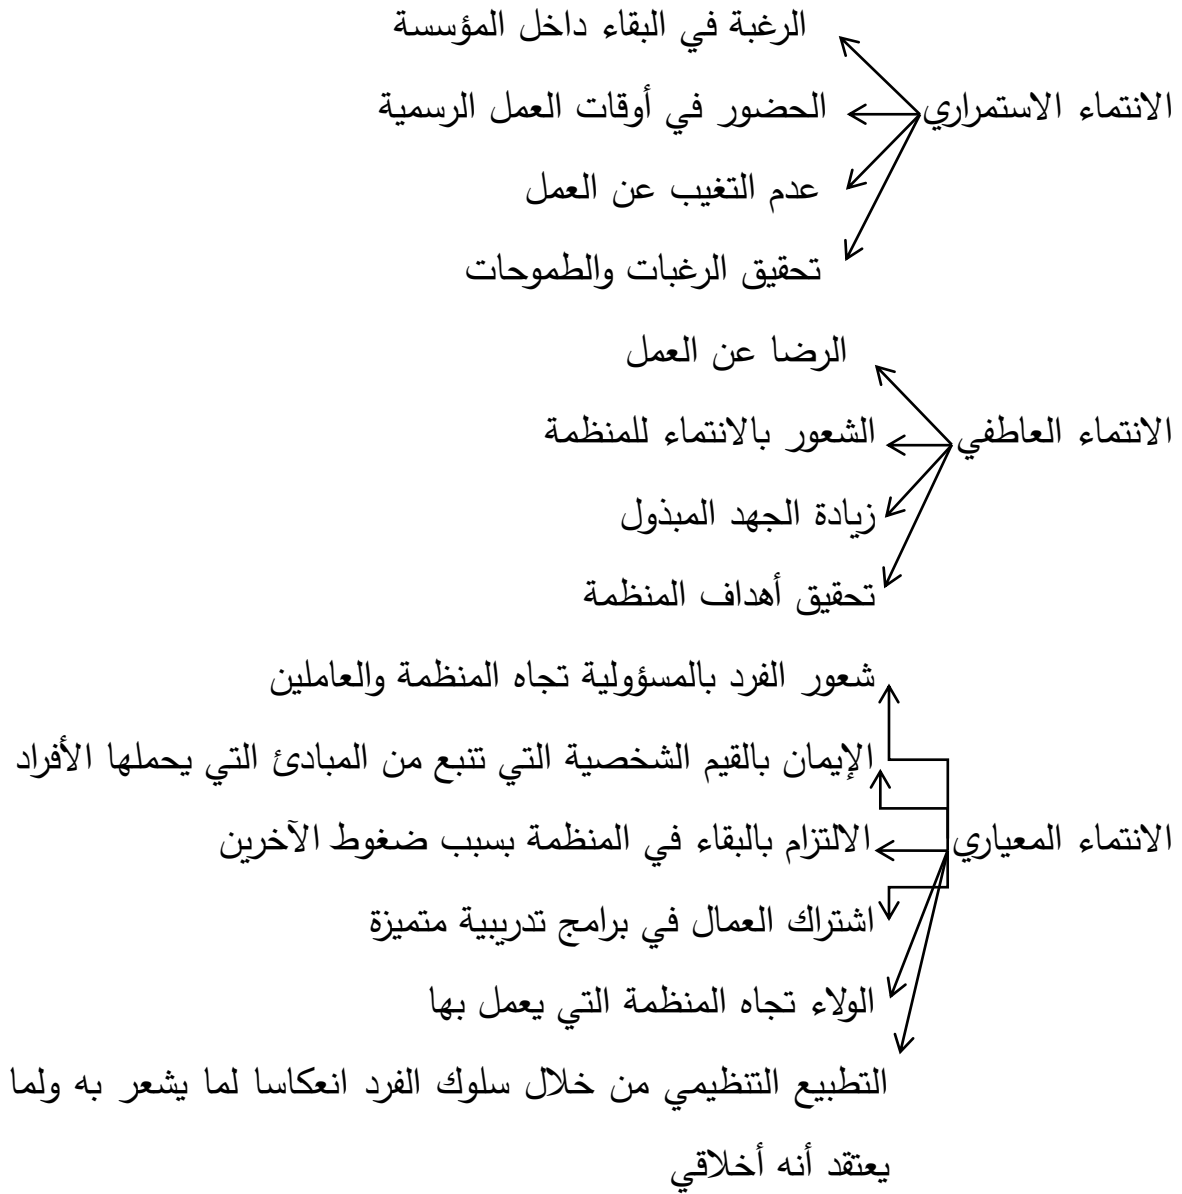 الرغبة في البقاء داخل المؤسسة
الانتماء الاستمراري الحضور في أوقات العمل الرسمية
عدم التغيب عن العمل
تحقيق الرغبات والطموحات
الرضا عن العمل
الانتماء العاطفي الشعور بالانتماء للمنظمة
زيادة الجهد المبذول
تحقيق أهداف المنظمة
شعور الفرد بالمسؤولية تجاه المنظمة والعاملين
الإيمان بالقيم الشخصية التي تتبع من المبادئ التي يحملها الأفراد
الانتماء المعياري الالتزام بالبقاء في المنظمة بسبب ضغوط الآخرين
اشتراك العمال في برامج تدريبية متميزة
الولاء تجاه المنظمة التي يعمل بها
التطبيع التنظيمي من خلال سلوك الفرد انعكاسا لما يشعر به ولما
يعتقد أنه أخلاقي